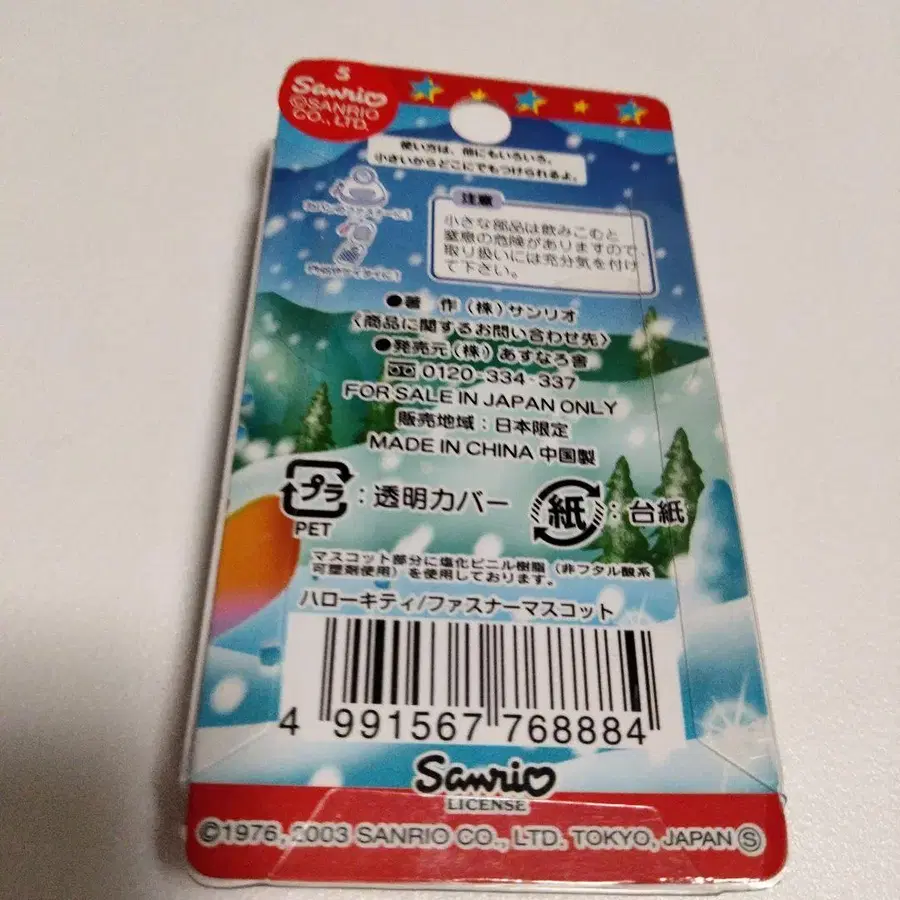 S
Sanrio
©SANRIO
CO., LTD.
使い方は、他にもいろいろ。
小さいからどこにでもつけられるよ。
注意
小さな部品は飲みこむと
窒息の危険がありますので
取り扱いには充分気を付け
て下さい。
●著 作(株)サンリオ
〈商品に関するお問い合わせ先〉
●発売元(株)あすなろ舎
0120-334-337
FOR SALE IN JAPAN ONLY
販売地域:日本限定
MADE IN CHINA 中国製
プラ:透明カバー
PET
紙:台紙
マスコット部分に塩化ビニル樹脂(非フタル酸系
可塑剤使用)を使用しております。
ハローキティ/ファスナーマスコット
4 991567 768884
Sanrio
LICENSE
©1976, 2003 SANRIO CO., LTD. TOKYO, JAPAN Ⓢ